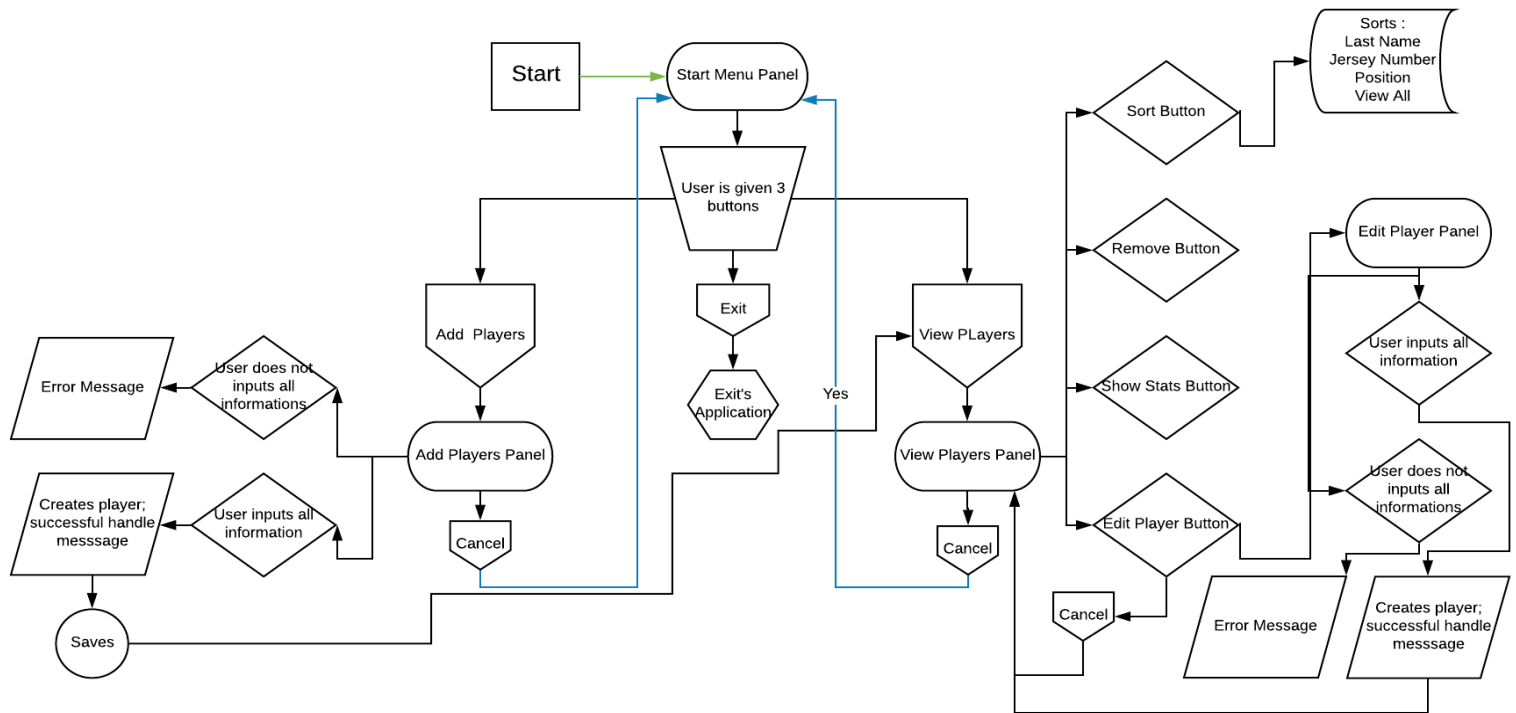 Start
Start Menu Panel
User is given 3
buttons
Add  Players
Exit
View PLayers
Exit's
Application
Add Players Panel
View Players Panel
Cancel
Cancel
Yes
User does not
inputs all
informations
Error Message
User inputs all
information
Creates player;
successful handle
messsage
Saves
Sort Button
Sorts :
Last Name
Jersey Number
Position
View All
Remove Button
Show Stats Button
Edit Player Button
Cancel
Edit Player Panel
User inputs all
information
User does not
inputs all
informations
Error Message
Creates player;
successful handle
messsage